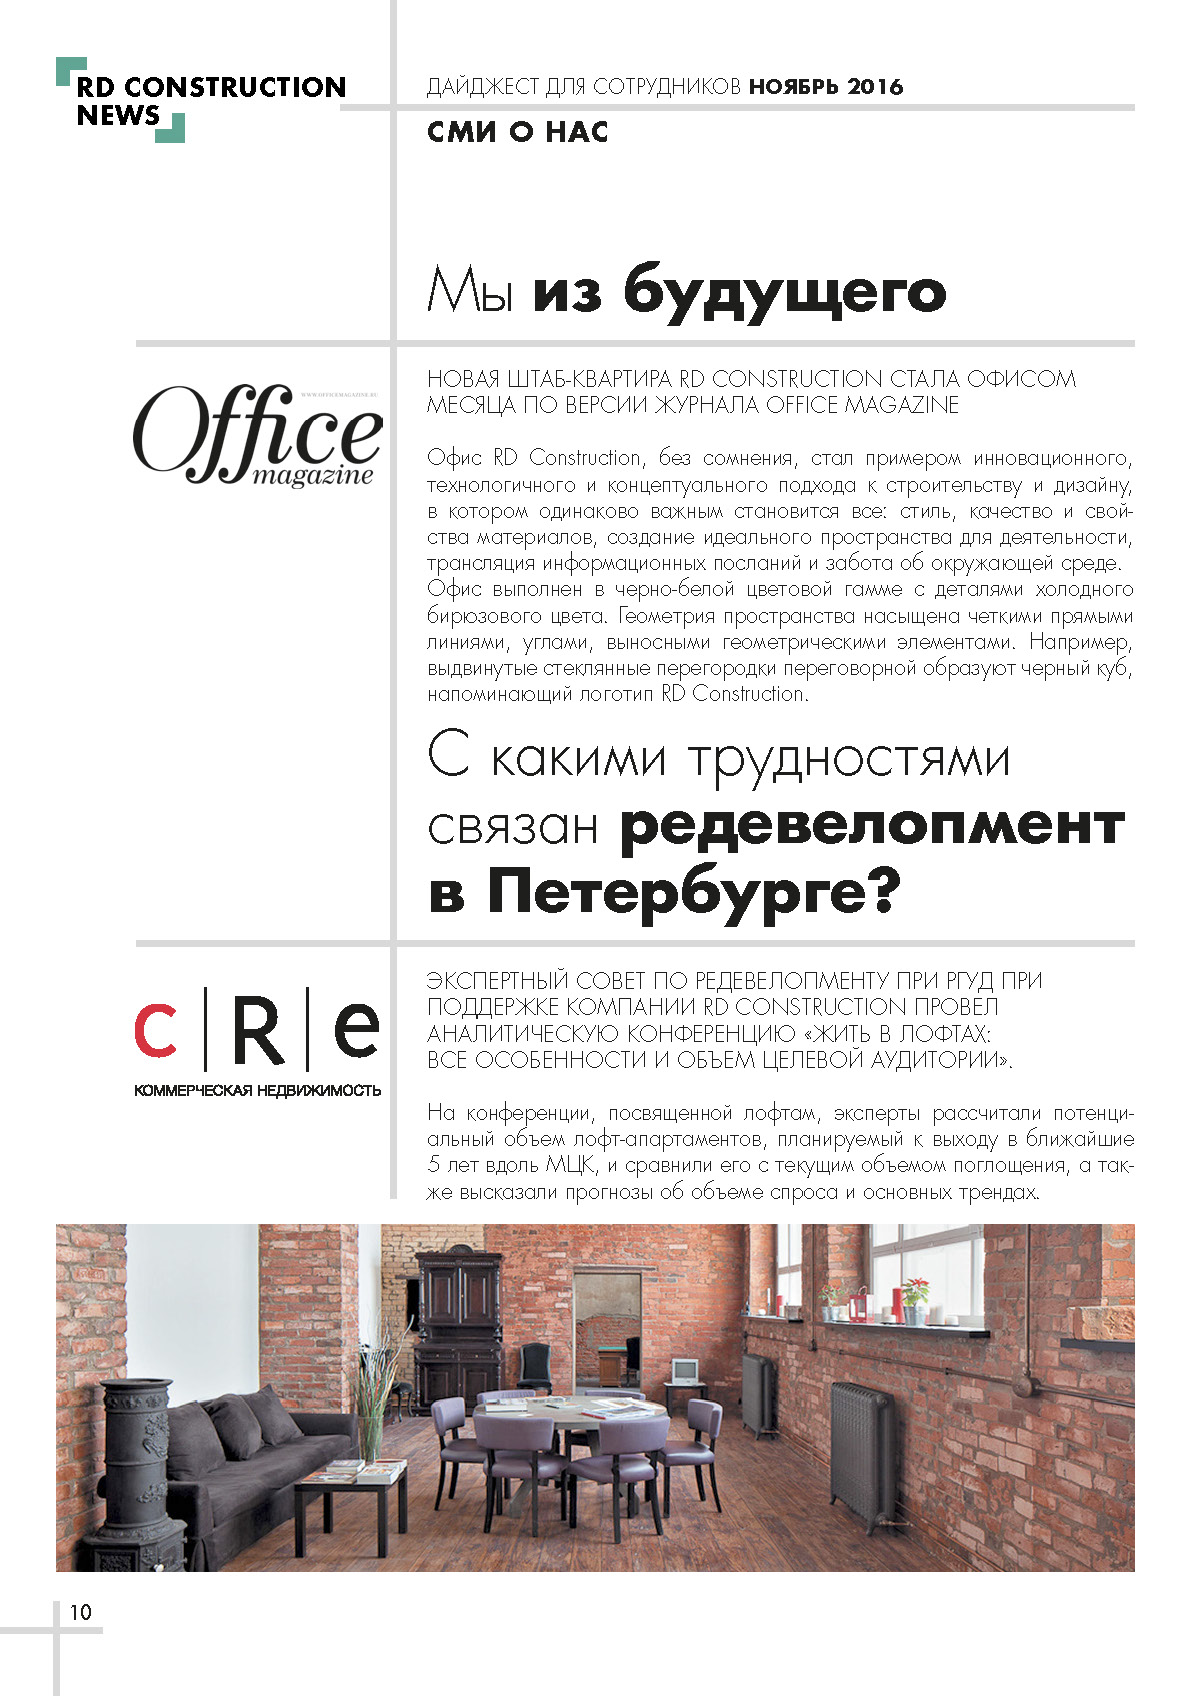 RD CONSTRUCTION
NEWS
ДАЙДЖЕСТ ДЛЯ СОТРУДНИКОВ НОЯБРЬ 2016
СМИ О НАС
Мы из будущего
Office
WWW.OFFICEMAGAZINE.RU
magazine
НОВАЯ ШТАБ-КВАРТИРА RD CONSTRUCTION СТАЛА ОФИСОМ
МЕСЯЦА ПО ВЕРСИИ ЖУРНАЛА OFFICE MAGAZINE
Офис RD Construction, без сомнения, стал примером инновационного,
технологичного и концептуального подхода к строительству и дизайну,
в котором одинаково важным становится все: стиль, качество и свой-
ства материалов, создание идеального пространства для деятельности,
трансляция информационных посланий и забота об окружающей среде.
Офис выполнен в черно-белой цветовой гамме с деталями холодного
бирюзового цвета. Геометрия пространства насыщена четкими прямыми
линиями, углами, выносными геометрическими элементами. Например,
выдвинутые стеклянные перегородки переговорной образуют черный куб,
напоминающий логотип RD Construction.
С какими трудностями
связан редевелопмент
в Петербурге?
c|R|e
КОММЕРЧЕСКАЯ НЕДВИЖИМОСТЬ
ЭКСПЕРТНЫЙ СОВЕТ ПО РЕДЕВЕЛОПМЕНТУ ПРИ РГУД ПРИ
ПОДДЕРЖКЕ КОМПАНИИ RD CONSTRUCTION ПРОВЕЛ
АНАЛИТИЧЕСКУЮ КОНФЕРЕНЦИЮ «ЖИТЬ В ЛОФТАХ:
ВСЕ ОСОБЕННОСТИ И ОБЪЕМ ЦЕЛЕВОЙ АУДИТОРИИ».
На конференции, посвященной лофтам, эксперты рассчитали потенци-
альный объем лофт-апартаментов, планируемый к выходу в ближайшие
5 лет вдоль МЦК, и сравнили его с текущим объемом поглощения, а так-
же высказали прогнозы об объеме спроса и основных трендах.
10